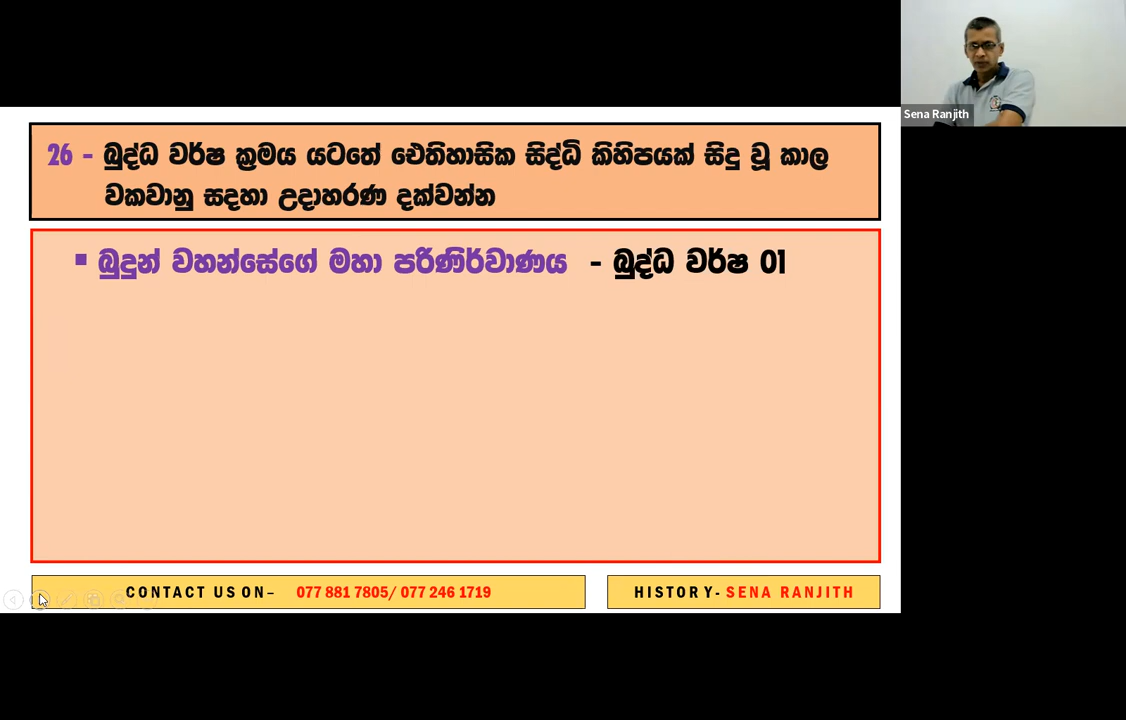 Sena Ranjith
26 - බුද්ධ වර්ෂ ක්‍රමය යටතේ ඓතිහාසික සිද්ධි කිහිපයක් සිදු වූ කාල
වකවානු සදහා උදාහරණ දක්වන්න
▪ බුදුන් වහන්සේගේ මහා පරිණිර්වාණය - බුද්ධ වර්ෂ 01
CONTACT US ON– 077 881 7805/ 077 246 1719
HISTORY- SENA RANJITH